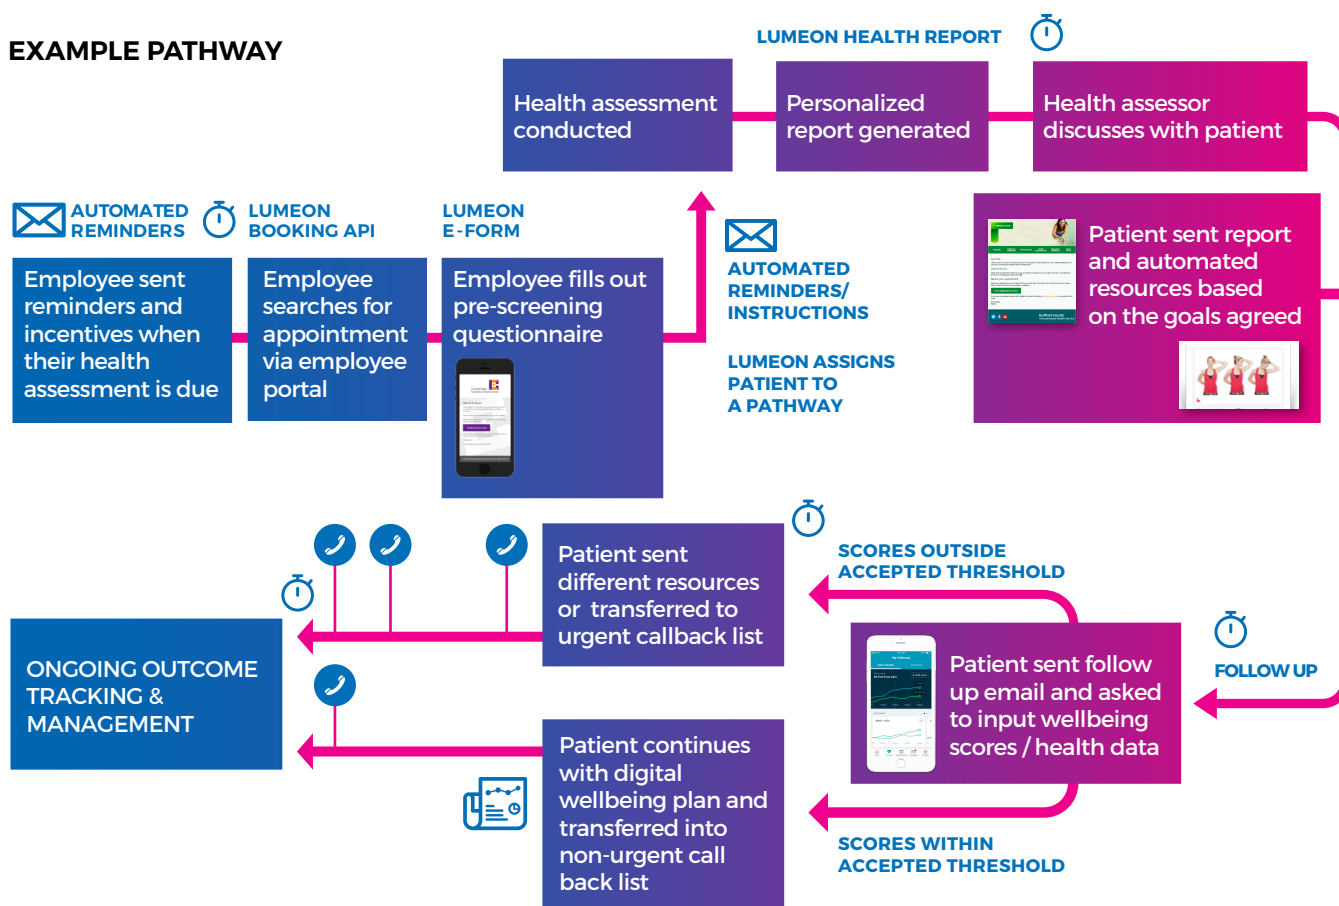 EXAMPLE PATHWAY
LUMEON HEALTH REPORT
Health assessment
conducted
Personalized
report generated
Health assessor
discusses with patient
AUTOMATED
REMINDERS
LUMEON
BOOKING API
LUMEON
E-FORM
Employee sent
reminders and
incentives when
their health
assessment is due
Employee
searches for
appointment
via employee
portal
Employee fills out
pre-screening
questionnaire
AUTOMATED
REMINDERS/
INSTRUCTIONS
LUMEON ASSIGNS
PATIENT TO
A PATHWAY
Patient sent report
and automated
resources based
on the goals agreed
Nuffield Health
SCORES OUTSIDE
ACCEPTED THRESHOLD
Patient sent
different resources
or transferred to
urgent callback list
FOLLOW UP
Patient sent follow
up email and asked
to input wellbeing
scores / health data
My Pathway
ONGOING OUTCOME
TRACKING &
MANAGEMENT
Patient continues
with digital
wellbeing plan and
transferred into
non-urgent call
back list
SCORES WITHIN
ACCEPTED THRESHOLD